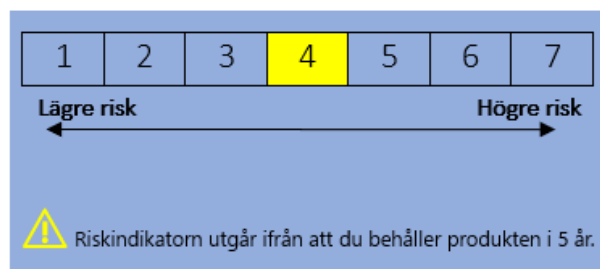 1 2 3 4 5 6 7
Lägre risk Högre risk
Riskindikatorn utgår ifrån att du behåller produkten i 5 år.